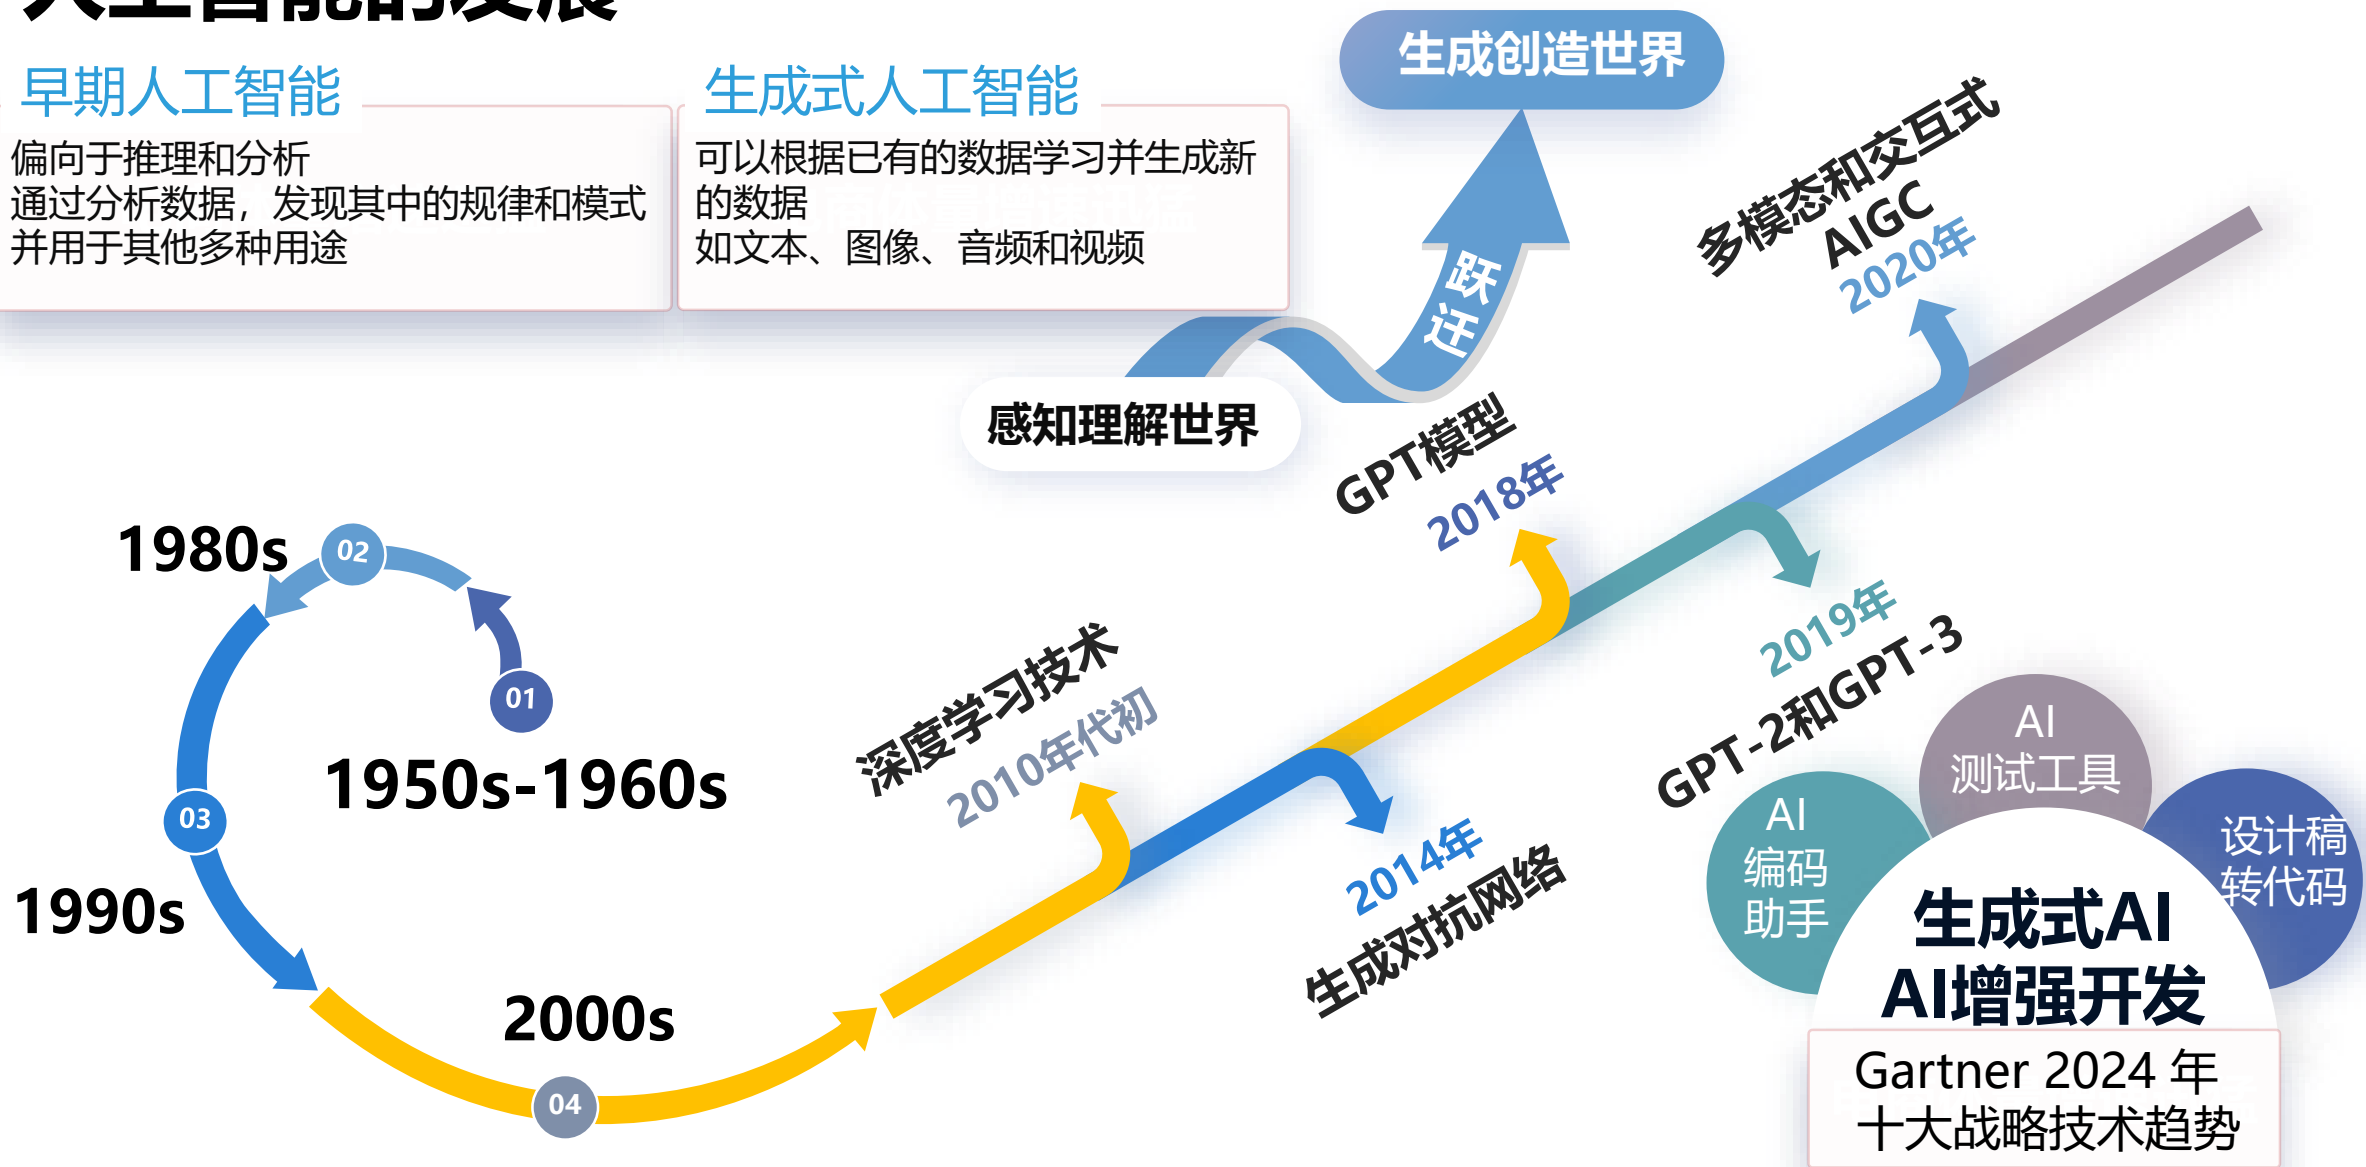 人工智能的发展
早期人工智能
偏向于推理和分析
通过分析数据，发现其中的规律和模式
并用于其他多种用途
生成式人工智能
可以根据已有的数据学习并生成新
的数据
如文本、图像、音频和视频
生成创造世界
跃
迁
感知理解世界
多模态和交互式
AIGC
2020年
GPT模型
2018年
2019年
GPT-2和GPT-3
深度学习技术
2010年代初
2014年
生成对抗网络
1980s
02
01
1950s-1960s
03
1990s
2000s
04
AI
测试工具
AI
编码
助手
设计稿
转代码
生成式AI
AI增强开发
Gartner 2024 年
十大战略技术趋势